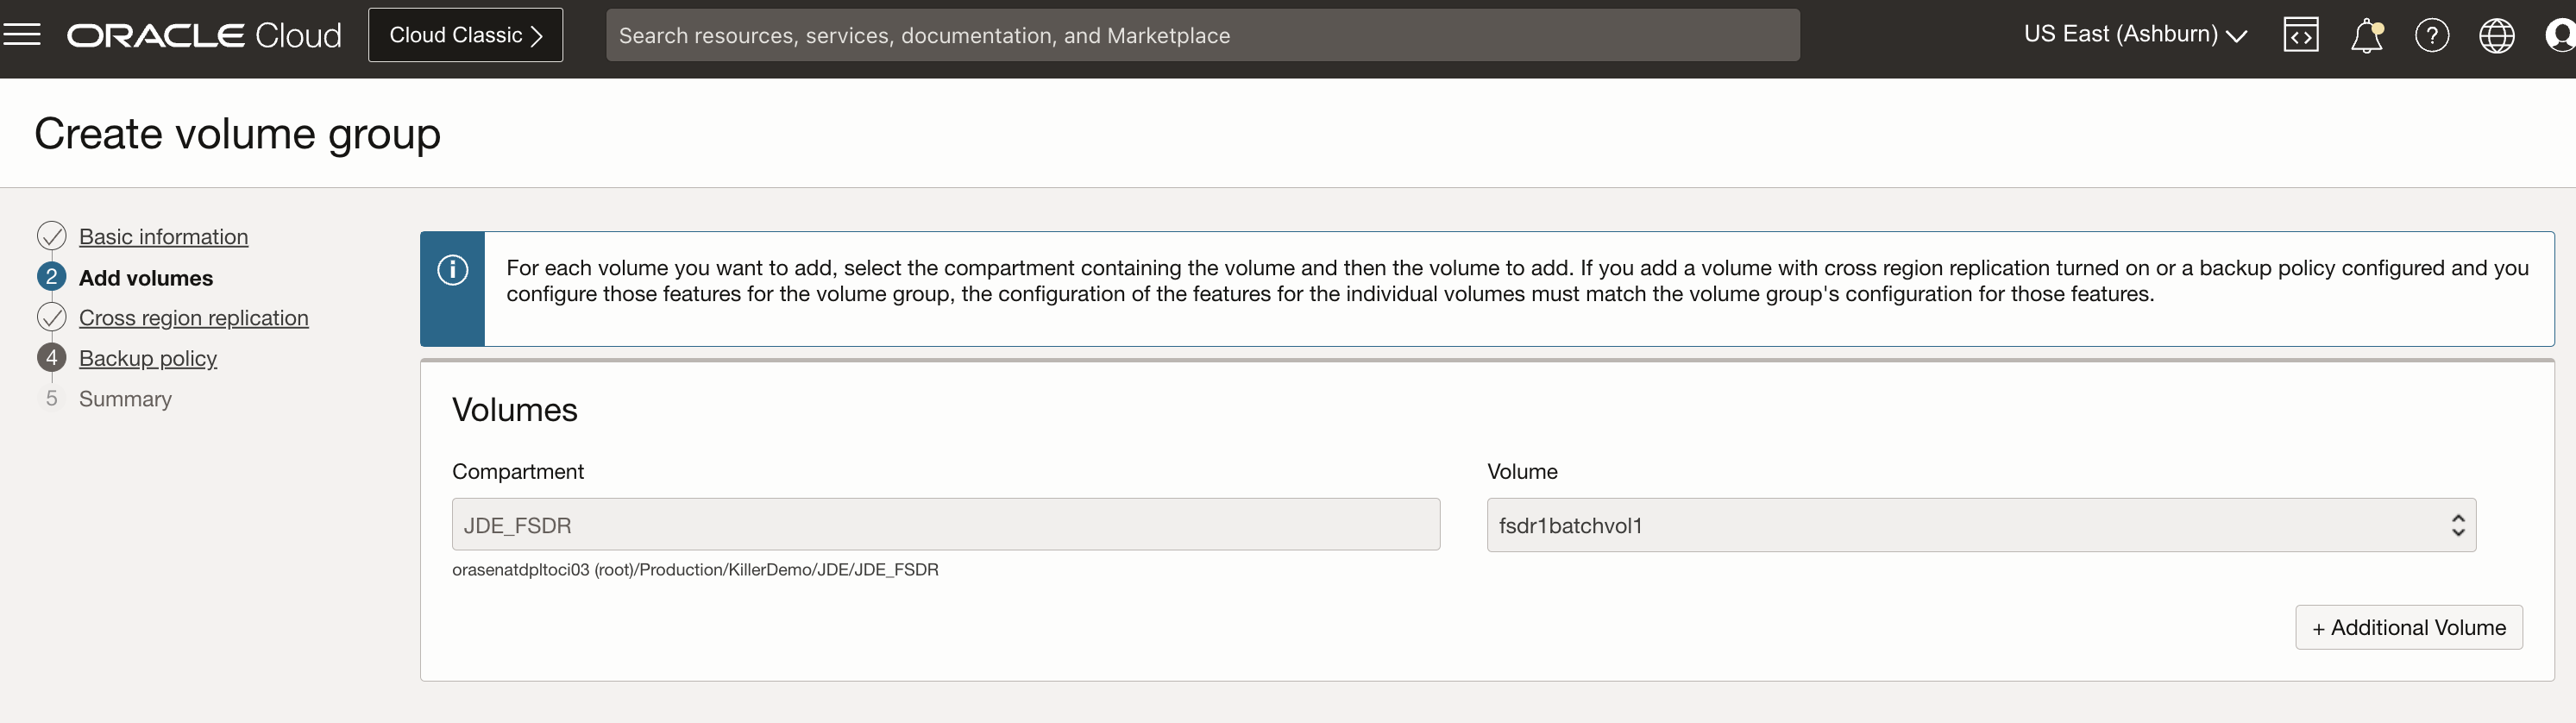 ORACLE Cloud
Cloud Classic
Search resources, services, documentation, and Marketplace
US East (Ashburn)
Create volume group
Basic information
2 Add volumes
Cross region replication
4 Backup policy
5 Summary
For each volume you want to add, select the compartment containing the volume and then the volume to add. If you add a volume with cross region replication turned on or a backup policy configured and you
configure those features for the volume group, the configuration of the features for the individual volumes must match the volume group's configuration for those features.
Volumes
Compartment
JDE_FSDR
orasenatdpltoci03 (root)/Production/KillerDemo/JDE/JDE_FSDR
Volume
fsdr1batchvol1
+ Additional Volume